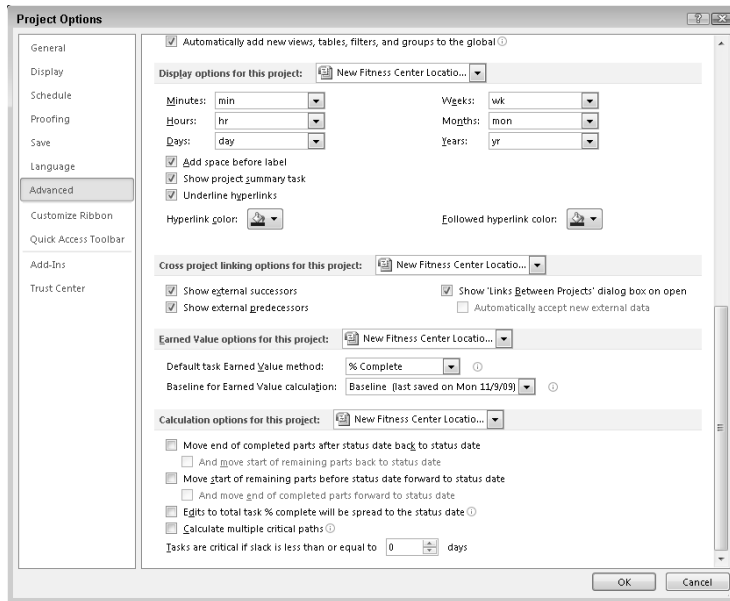 Project Options
General
Display
Schedule
Proofing
Save
Language
Advanced
Customize Ribbon
Quick Access Toolbar
Add-Ins
Trust Center
Automatically add new views, tables, filters, and groups to the global
Display options for this project: New Fitness Center Locatio...
Minutes: min Weeks: wk
Hours: hr Months: mon
Days: day Years: yr
Add space before label
Show project summary task
Underline hyperlinks
Hyperlink color: Followed hyperlink color:
Cross project linking options for this project: New Fitness Center Locatio...
Show external successors Show 'Links Between Projects' dialog box on open
Show external predecessors Automatically accept new external data
Earned Value options for this project: New Fitness Center Locatio...
Default task Earned Value method: % Complete
Baseline for Earned Value calculation: Baseline (last saved on Mon 11/9/09)
Calculation options for this project: New Fitness Center Locatio...
Move end of completed parts after status date back to status date
And move start of remaining parts back to status date
Move start of remaining parts before status date forward to status date
And move end of completed parts forward to status date
Edits to total task % complete will be spread to the status date
Calculate multiple critical paths
Tasks are critical if slack is less than or equal to 0 days
OK Cancel